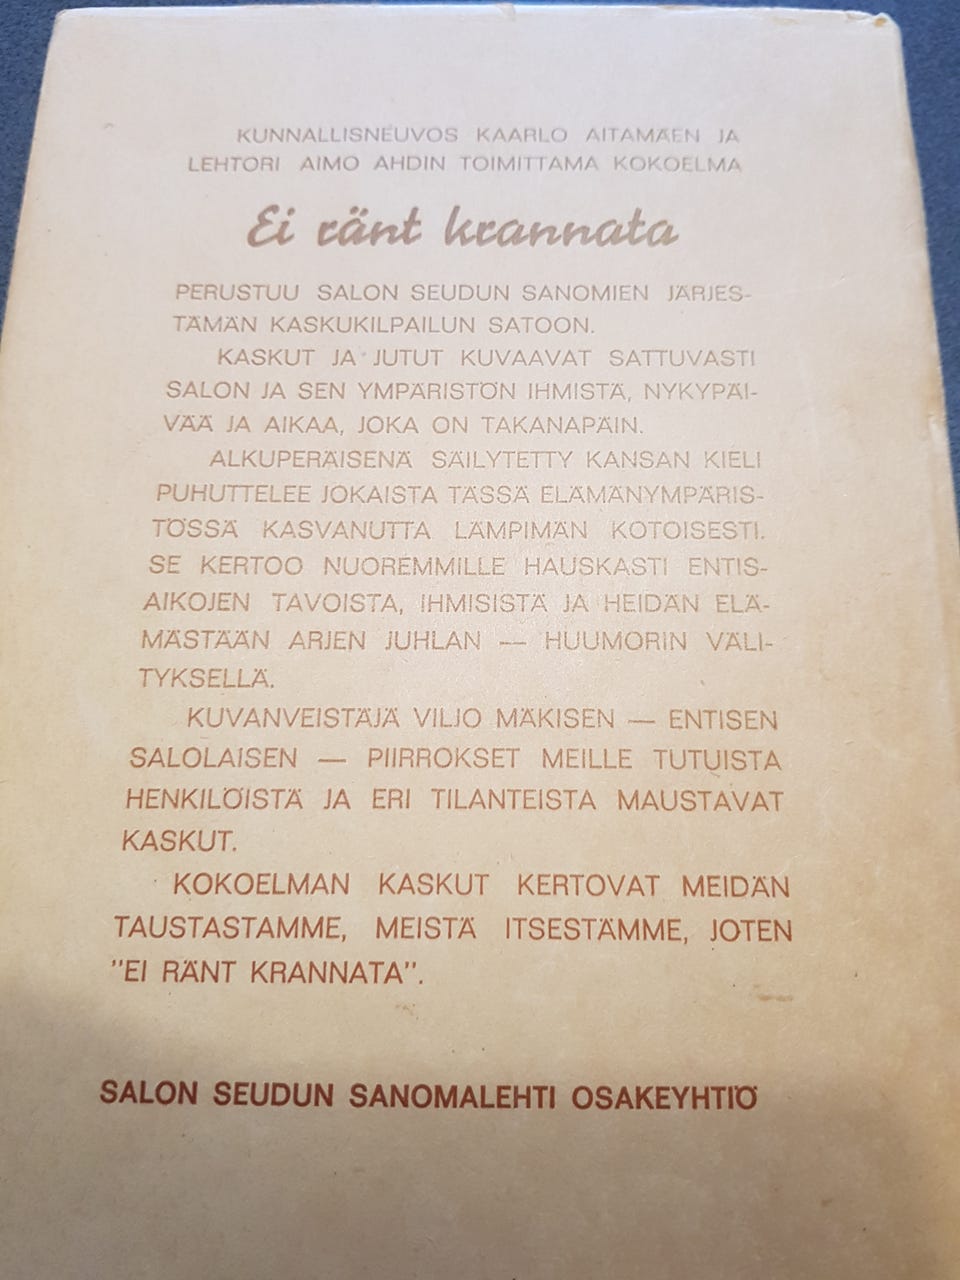 KUNNALLISNEUVOS KAARLO AITAMÄEN JA
LEHTORI AIMO AHDIN TOIMITTAMA KOKOELMA
Ei ränt krannata
PERUSTUU SALON SEUDUN SANOMIEN JÄRJES-
TÄMÄN KASKUKILPAILUN SATOON.
KASKUT JA JUTUT KUVAAVAT SATTUVASTI
SALON JA SEN YMPÄRISTÖN IHMISTÄ, NYKYPÄI-
VÄÄ JA AIKAA, JOKA ON TAKANAPÄIN.
ALKUPERÄISENÄ SÄILYTETTY KANSAN KIELI
PUHUTTELEE JOKAISTA TÄSSÄ ELÄMÄNYMPÄRIS-
TÖSSÄ KASVANUTTA LÄMPIMÄN KOTOISESTI.
SE KERTOO NUOREMMILLE HAUSKASTI ENTIS-
AIKOJEN TAVOISTA, IHMISISTÄ JA HEIDÄN ELÄ-
MÄSTÄÄN ARJEN JUHLAN — HUUMORIN VÄLI-
TYKSELLÄ.
KUVANVEISTÄJÄ VILJO MÄKISEN — ENTISEN
SALOLAISEN — PIIRROKSET MEILLE TUTUISTA
HENKILÖISTÄ JA ERI TILANTEISTA MAUSTAVAT
KASKUT.
KOKOELMAN KASKUT KERTOVAT MEIDÄN
TAUSTASTAMME, MEISTÄ ITSESTÄMME, JOTEN
"EI RÄNT KRANNATA".
SALON SEUDUN SANOMALEHTI OSAKEYHTIÖ